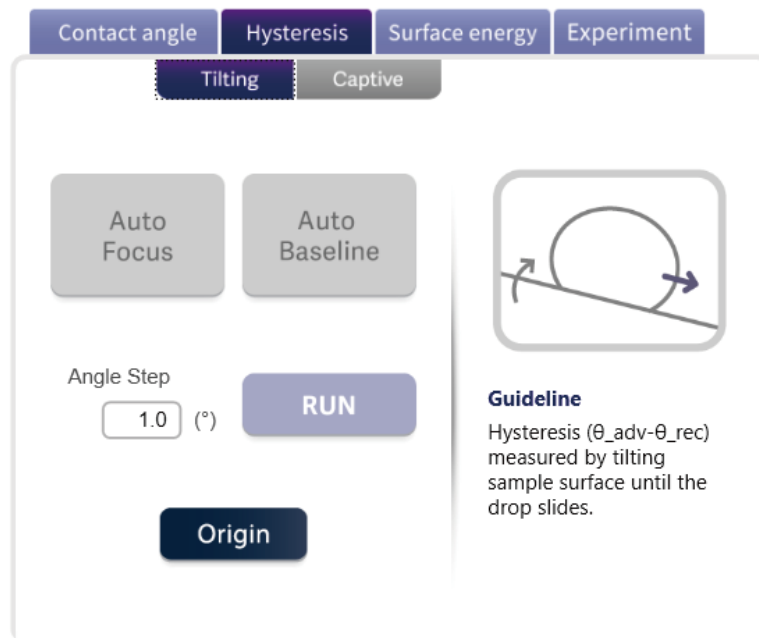 Contact angle
Hysteresis
Surface energy
Experiment
Tilting
Captive
Auto
Focus
Auto
Baseline
Angle Step
1.0 (°)
RUN
Origin
Guideline
Hysteresis (θ_adv-θ_rec)
measured by tilting
sample surface until the
drop slides.